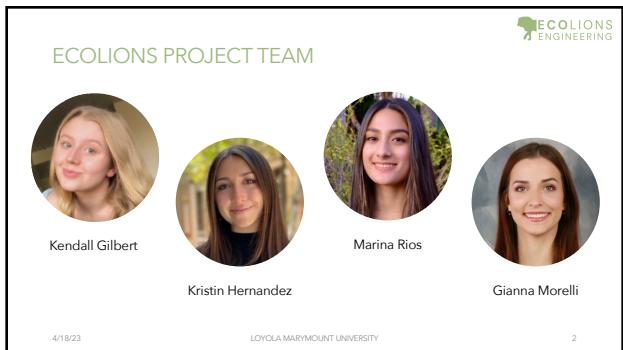 ECOLIONS
ENGINEERING
ECOLIONS PROJECT TEAM
Kendall Gilbert
Kristin Hernandez
Marina Rios
Gianna Morelli
4/18/23
LOYOLA MARYMOUNT UNIVERSITY
2